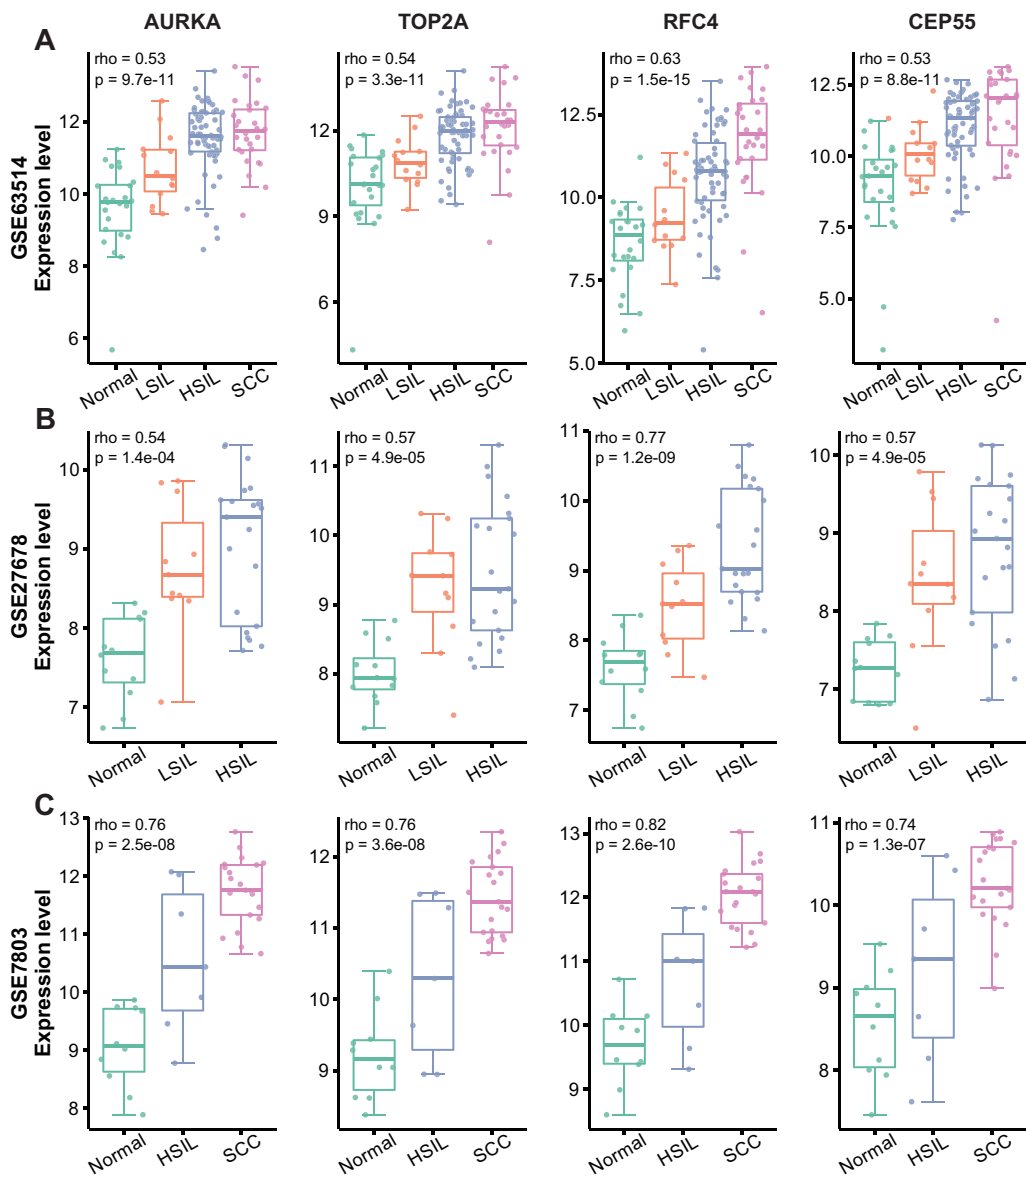 AURKA TOP2A RFC4 CEP55
A
GSE63514
Expression level
rho = 0.53
p = 9.7e-11
12
10
8
6
Normal LSIL HSIL SCC
rho = 0.54
p = 3.3e-11
12
9
6
Normal LSIL HSIL SCC
rho = 0.63
p = 1.5e-15
12.5
10.0
7.5
5.0
Normal LSIL HSIL SCC
rho = 0.53
p = 8.8e-11
12.5
10.0
7.5
5.0
Normal LSIL HSIL SCC
B
GSE27678
Expression level
rho = 0.54
p = 1.4e-04
10
9
8
7
Normal LSIL HSIL
rho = 0.57
p = 4.9e-05
11
10
9
8
Normal LSIL HSIL
rho = 0.77
p = 1.2e-09
11
10
9
8
7
Normal LSIL HSIL
rho = 0.57
p = 4.9e-05
10
9
8
7
Normal LSIL HSIL
C
GSE7803
Expression level
rho = 0.76
p = 2.5e-08
13
12
11
10
9
8
Normal HSIL SCC
rho = 0.76
p = 3.6e-08
12
11
10
9
Normal HSIL SCC
rho = 0.82
p = 2.6e-10
13
12
11
10
9
Normal HSIL SCC
rho = 0.74
p = 1.3e-07
11
10
9
8
Normal HSIL SCC